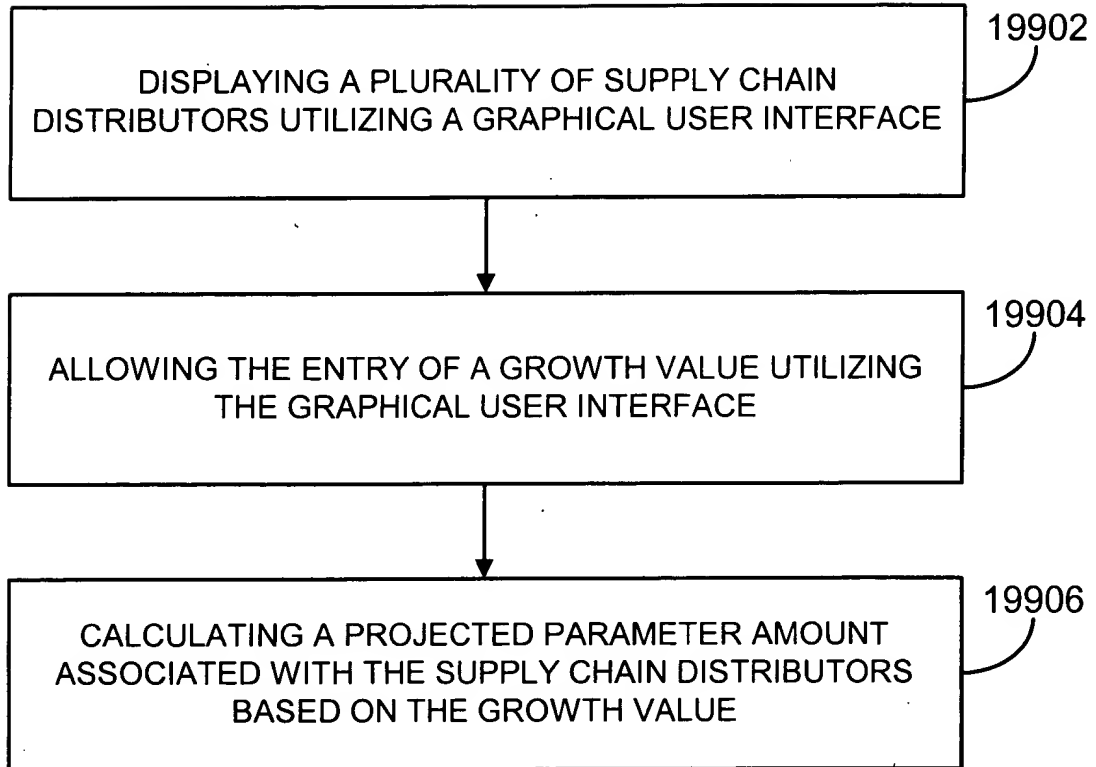 19902
DISPLAYING A PLURALITY OF SUPPLY CHAIN
DISTRIBUTORS UTILIZING A GRAPHICAL USER INTERFACE
19904
ALLOWING THE ENTRY OF A GROWTH VALUE UTILIZING
THE GRAPHICAL USER INTERFACE
19906
CALCULATING A PROJECTED PARAMETER AMOUNT
ASSOCIATED WITH THE SUPPLY CHAIN DISTRIBUTORS
BASED ON THE GROWTH VALUE